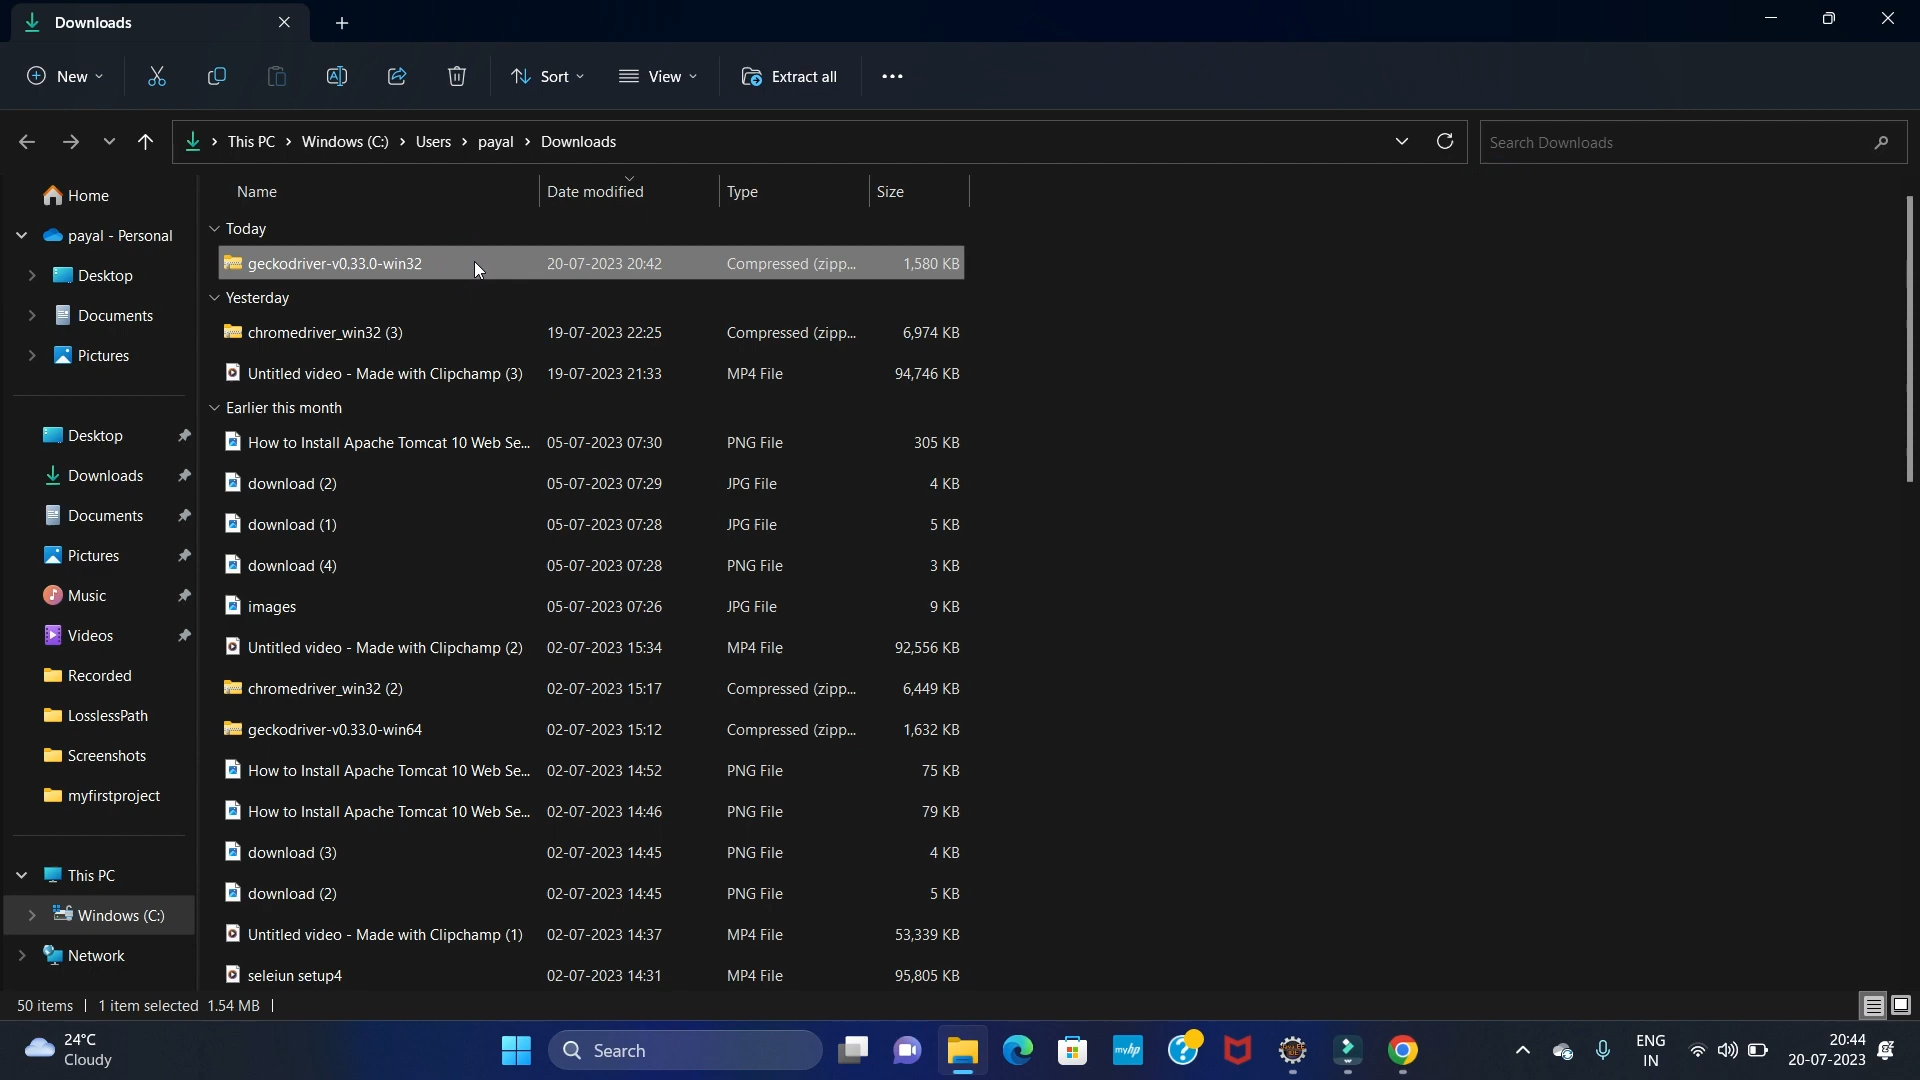 Downloads
New
Sort
View
Extract all
This PC > Windows (C:) > Users > payal > Downloads
Search Downloads
Name Date modified Type Size
Home
payal - Personal
Desktop
Documents
Pictures
Desktop
Downloads
Documents
Pictures
Music
Videos
Recorded
LosslessPath
Screenshots
myfirstproject
This PC
Windows (C:)
Network
Today
geckodriver-v0.33.0-win32 20-07-2023 20:42 Compressed (zipp... 1,580 KB
Yesterday
chromedriver_win32 (3) 19-07-2023 22:25 Compressed (zipp... 6,974 KB
Untitled video - Made with Clipchamp (3) 19-07-2023 21:33 MP4 File 94,746 KB
Earlier this month
How to Install Apache Tomcat 10 Web Se... 05-07-2023 07:30 PNG File 305 KB
download (2) 05-07-2023 07:29 JPG File 4 KB
download (1) 05-07-2023 07:28 JPG File 5 KB
download (4) 05-07-2023 07:28 PNG File 3 KB
images 05-07-2023 07:26 JPG File 9 KB
Untitled video - Made with Clipchamp (2) 02-07-2023 15:34 MP4 File 92,556 KB
chromedriver_win32 (2) 02-07-2023 15:17 Compressed (zipp... 6,449 KB
geckodriver-v0.33.0-win64 02-07-2023 15:12 Compressed (zipp... 1,632 KB
How to Install Apache Tomcat 10 Web Se... 02-07-2023 14:52 PNG File 75 KB
How to Install Apache Tomcat 10 Web Se... 02-07-2023 14:46 PNG File 79 KB
download (3) 02-07-2023 14:45 PNG File 4 KB
download (2) 02-07-2023 14:45 PNG File 5 KB
Untitled video - Made with Clipchamp (1) 02-07-2023 14:37 MP4 File 53,339 KB
seleiun setup4 02-07-2023 14:31 MP4 File 95,805 KB
50 items | 1 item selected 1.54 MB |
24°C
Cloudy
Search
myhp
ENG
IN
20:44
20-07-2023